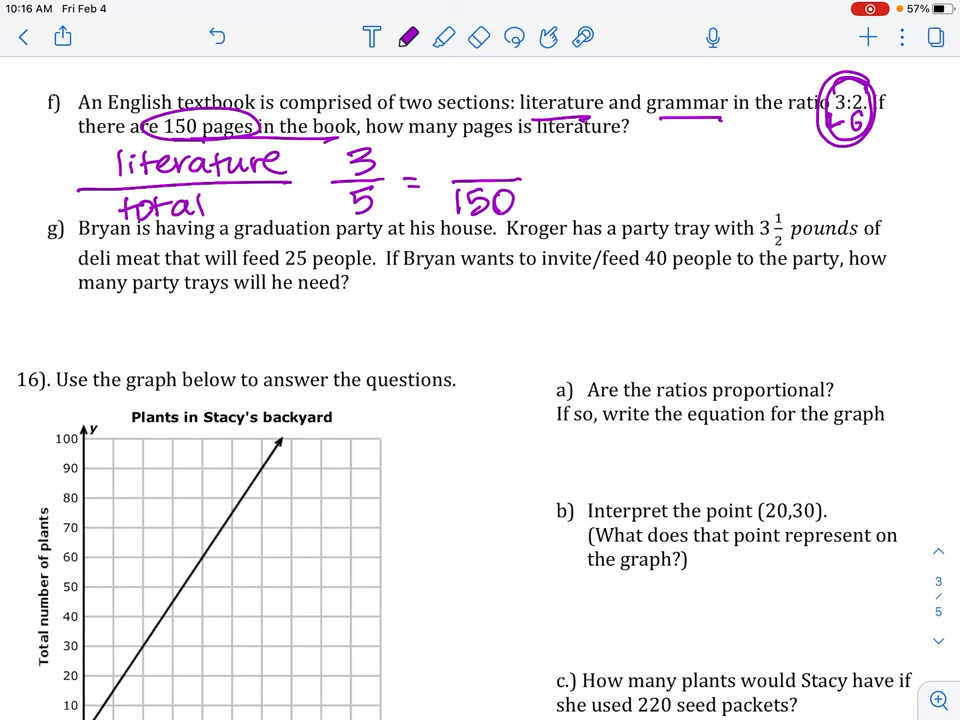 10:16 AM Fri Feb 4
57%
T
f) An English textbook is comprised of two sections: literature and grammar in the ratio 3:2. If
there are 150 pages in the book, how many pages is literature?
L G
literature
total
3
5
=
150
g) Bryan is having a graduation party at his house. Kroger has a party tray with 3 1/2 pounds of
deli meat that will feed 25 people. If Bryan wants to invite/feed 40 people to the party, how
many party trays will he need?
16). Use the graph below to answer the questions.
Plants in Stacy's backyard
y
100
90
80
70
60
50
40
30
20
10
Total number of plants
a) Are the ratios proportional?
If so, write the equation for the graph
b) Interpret the point (20,30).
(What does that point represent on
the graph?)
c.) How many plants would Stacy have if
she used 220 seed packets?
3
/
5